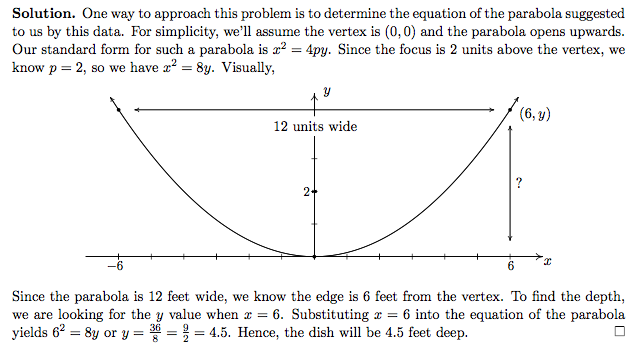 Solution. One way to approach this problem is to determine the equation of the parabola suggested
to us by this data. For simplicity, we'll assume the vertex is (0, 0) and the parabola opens upwards.
Our standard form for such a parabola is x² = 4py. Since the focus is 2 units above the vertex, we
know p = 2, so we have x² = 8y. Visually,
y
(6, y)
12 units wide
?
2
−6
6
x
Since the parabola is 12 feet wide, we know the edge is 6 feet from the vertex. To find the depth,
we are looking for the y value when x = 6. Substituting x = 6 into the equation of the parabola
yields 6² = 8y or y = 36/8 = 9/2 = 4.5. Hence, the dish will be 4.5 feet deep. □